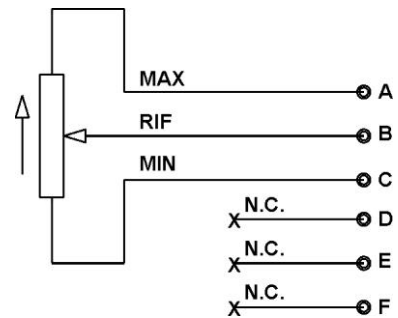 MAX A
RIF B
MIN C
X N.C. D
X N.C. E
X N.C. F